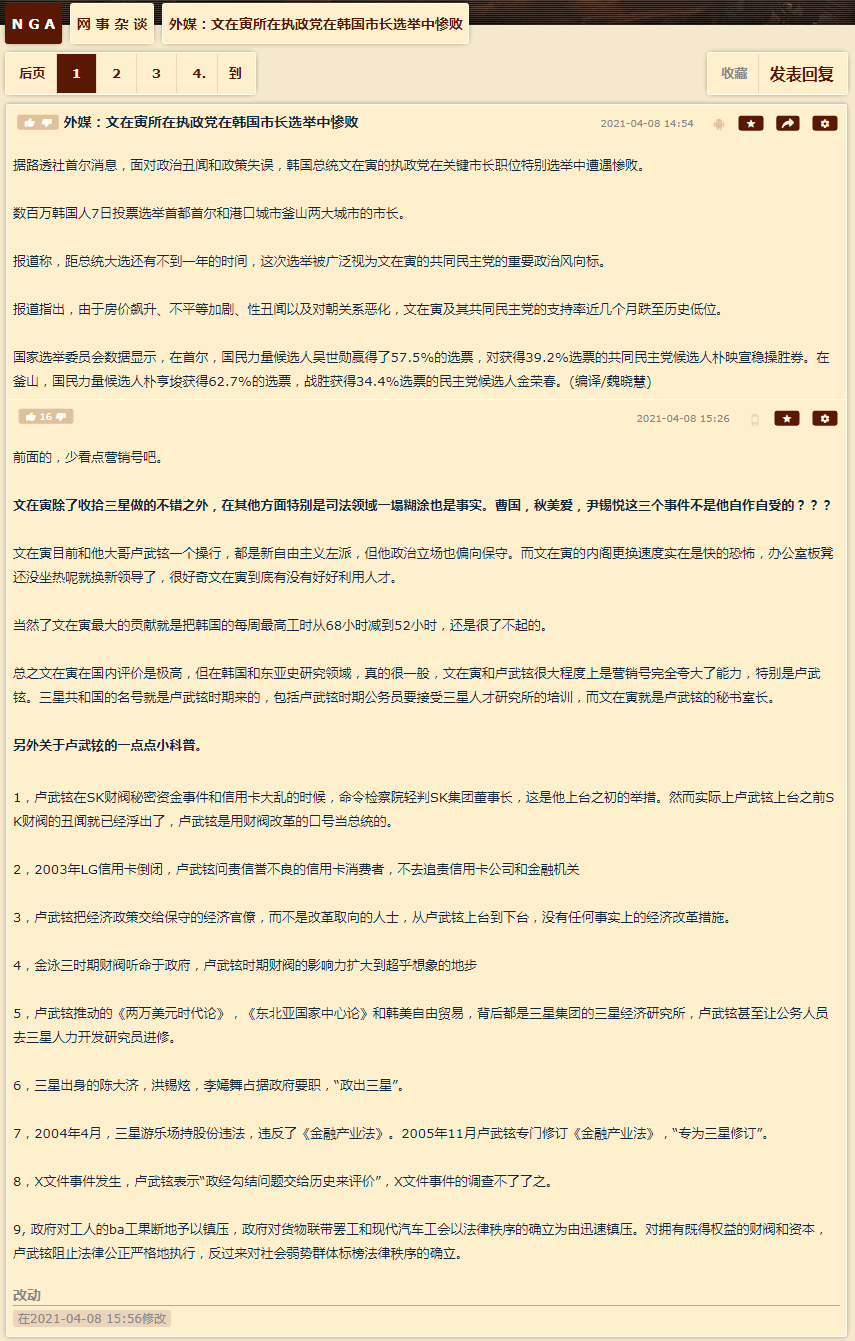 NGA 网事杂谈 外媒：文在寅所在执政党在韩国市长选举中惨败
后页 1 2 3 4. 到 收藏 发表回复
外媒：文在寅所在执政党在韩国市长选举中惨败 2021-04-08 14:54
据路透社首尔消息，面对政治丑闻和政策失误，韩国总统文在寅的执政党在关键市长职位特别选举中遭遇惨败。
数百万韩国人7日投票选举首都首尔和港口城市釜山两大城市的市长。
报道称，距总统大选还有不到一年的时间，这次选举被广泛视为文在寅的共同民主党的重要政治风向标。
报道指出，由于房价飙升、不平等加剧、性丑闻以及对朝关系恶化，文在寅及其共同民主党的支持率近几个月跌至历史低位。
国家选举委员会数据显示，在首尔，国民力量候选人吴世勋赢得了57.5%的选票，对获得39.2%选票的共同民主党候选人朴映宣稳操胜券。在
釜山，国民力量候选人朴亨埈获得62.7%的选票，战胜获得34.4%选票的民主党候选人金荣春。(编译/魏晓慧)
16 2021-04-08 15:26
前面的，少看点营销号吧。
文在寅除了收拾三星做的不错之外，在其他方面特别是司法领域一塌糊涂也是事实。曹国，秋美爱，尹锡悦这三个事件不是他自作自受的？？？
文在寅目前和他大哥卢武铉一个操行，都是新自由主义左派，但他政治立场也偏向保守。而文在寅的内阁更换速度实在是快的恐怖，办公室板凳
还没坐热呢就换新领导了，很好奇文在寅到底有没有好好利用人才。
当然了文在寅最大的贡献就是把韩国的每周最高工时从68小时减到52小时，还是很了不起的。
总之文在寅在国内评价是极高，但在韩国和东亚史研究领域，真的很一般，文在寅和卢武铉很大程度上是营销号完全夸大了能力，特别是卢武
铉。三星共和国的名号就是卢武铉时期来的，包括卢武铉时期公务员要接受三星人才研究所的培训，而文在寅就是卢武铉的秘书室长。
另外关于卢武铉的一点点小科普。
1，卢武铉在SK财阀秘密资金事件和信用卡大乱的时候，命令检察院轻判SK集团董事长，这是他上台之初的举措。然而实际上卢武铉上台之前S
K财阀的丑闻就已经浮出了，卢武铉是用财阀改革的口号当总统的。
2，2003年LG信用卡倒闭，卢武铉问责信誉不良的信用卡消费者，不去追责信用卡公司和金融机关
3，卢武铉把经济政策交给保守的经济官僚，而不是改革取向的人士，从卢武铉上台到下台，没有任何事实上的经济改革措施。
4，金泳三时期财阀听命于政府，卢武铉时期财阀的影响力扩大到超乎想象的地步
5，卢武铉推动的《两万美元时代论》，《东北亚国家中心论》和韩美自由贸易，背后都是三星集团的三星经济研究所，卢武铉甚至让公务人员
去三星人力开发研究员进修。
6，三星出身的陈大济，洪锡炫，李嫣舞占据政府要职，“政出三星”。
7，2004年4月，三星游乐场持股份违法，违反了《金融产业法》。2005年11月卢武铉专门修订《金融产业法》，“专为三星修订”。
8，X文件事件发生，卢武铉表示“政经勾结问题交给历史来评价”，X文件事件的调查不了了之。
9, 政府对工人的ba工果断地予以镇压，政府对货物联带罢工和现代汽车工会以法律秩序的确立为由迅速镇压。对拥有既得权益的财阀和资本，
卢武铉阻止法律公正严格地执行，反过来对社会弱势群体标榜法律秩序的确立。
改动
在2021-04-08 15:56修改